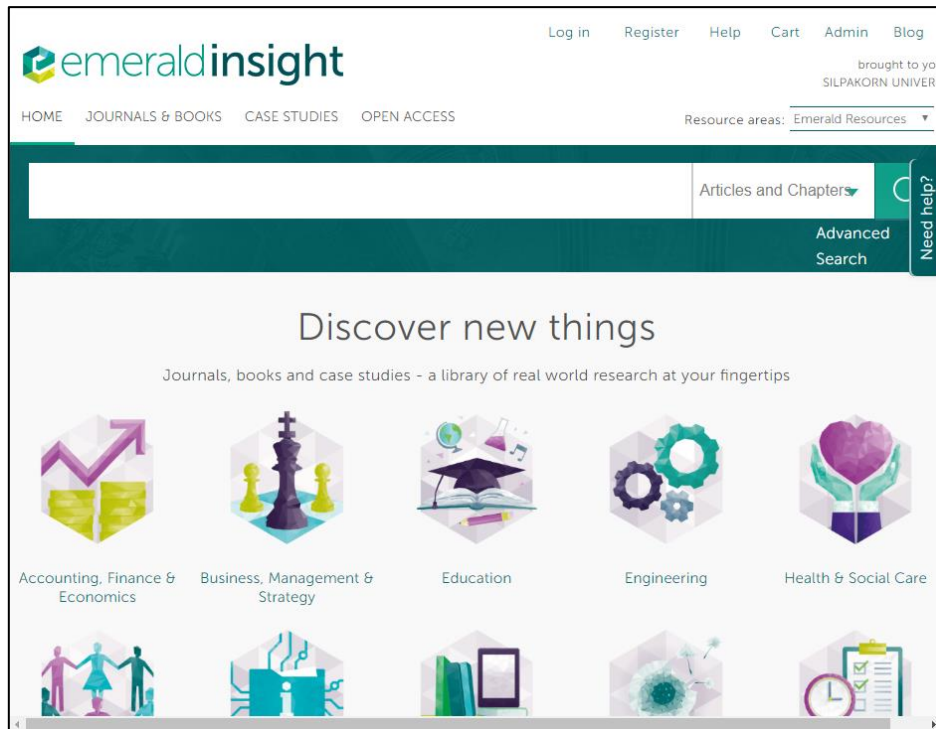 Log in Register Help Cart Admin Blog
emeraldinsight
brought to yo
SILPAKORN UNIVER
HOME JOURNALS & BOOKS CASE STUDIES OPEN ACCESS
Resource areas: Emerald Resources
Articles and Chapters
Need help?
Advanced
Search
Discover new things
Journals, books and case studies - a library of real world research at your fingertips
Accounting, Finance &
Economics
Business, Management &
Strategy
Education
Engineering
Health & Social Care